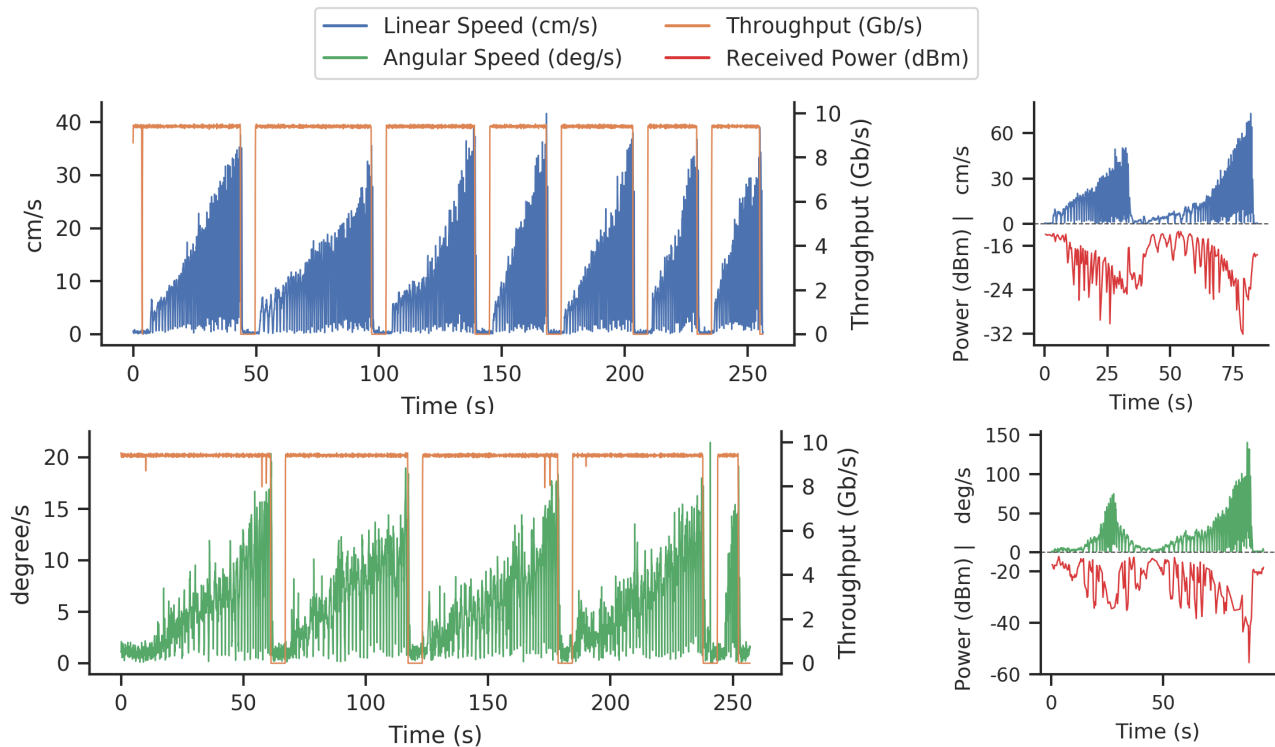 Linear Speed (cm/s) Throughput (Gb/s)
Angular Speed (deg/s) Received Power (dBm)
cm/s
40
30
20
10
0
10
8
6
4
2
0
Throughput (Gb/s)
0 50 100 150 200 250
Time (s)
Power (dBm) | cm/s
60
30
0
-16
-24
-32
0 25 50 75
Time (s)
degree/s
20
15
10
5
0
10
8
6
4
2
0
Throughput (Gb/s)
0 50 100 150 200 250
Time (s)
Power (dBm) | deg/s
150
100
50
0
-20
-40
-60
0 50
Time (s)